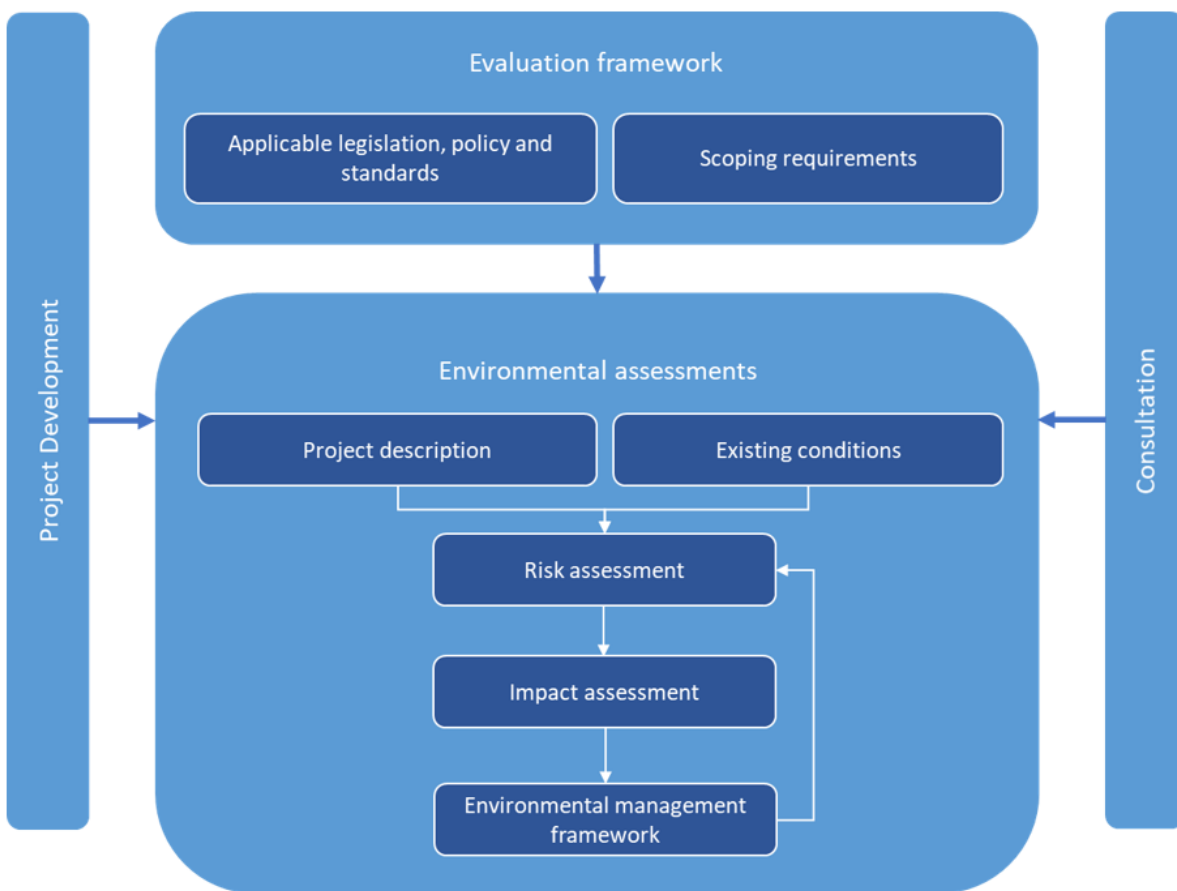 Evaluation framework
Applicable legislation, policy and
standards
Scoping requirements
Project Development
Environmental assessments
Project description
Existing conditions
Risk assessment
Impact assessment
Environmental management
framework
Consultation